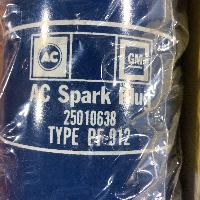 AC GM
AC Spark Plug
25010638
TYPE PF 912